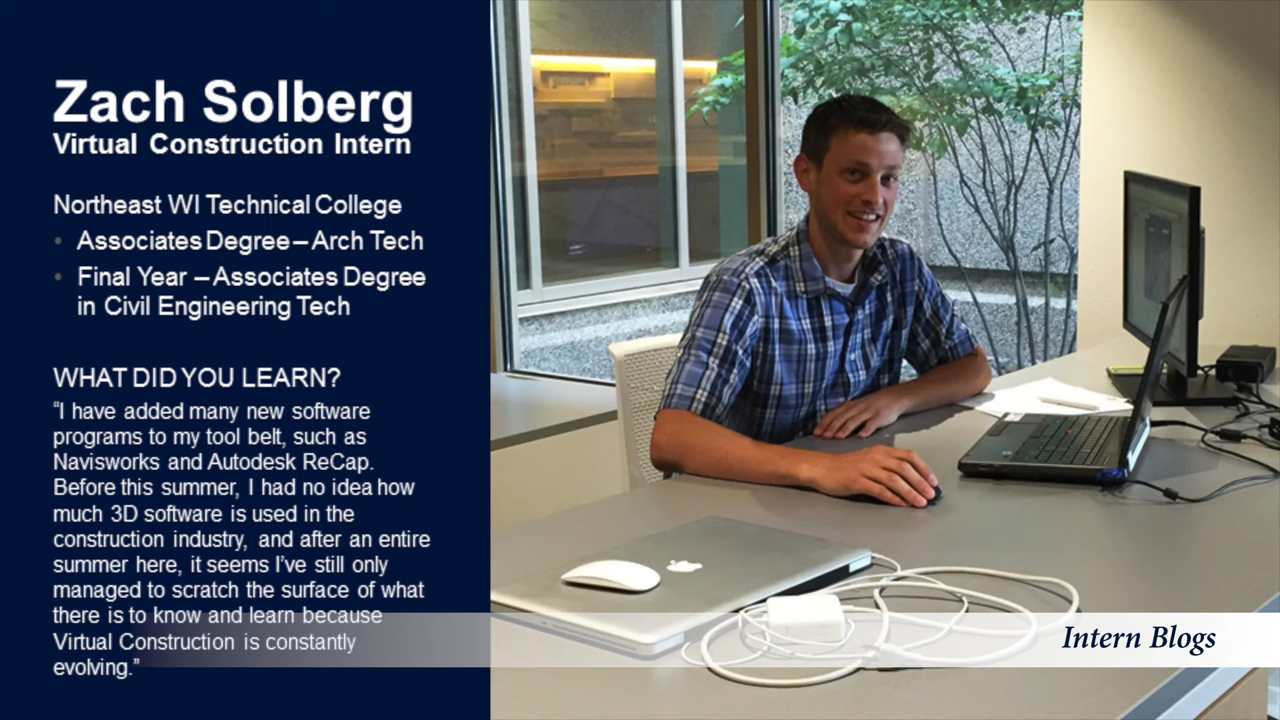 Zach Solberg
Virtual Construction Intern
Northeast WI Technical College
• Associates Degree – Arch Tech
• Final Year – Associates Degree
in Civil Engineering Tech
WHAT DID YOU LEARN?
“I have added many new software
programs to my tool belt, such as
Navisworks and Autodesk ReCap.
Before this summer, I had no idea how
much 3D software is used in the
construction industry, and after an entire
summer here, it seems I’ve still only
managed to scratch the surface of what
there is to know and learn because
Virtual Construction is constantly
evolving.”
Intern Blogs